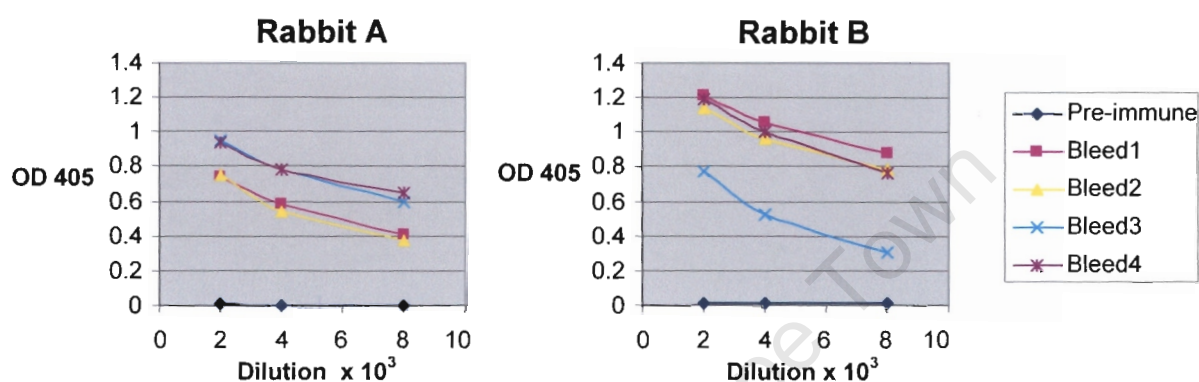 Rabbit A
1.4
1.2
1
0.8
0.6
0.4
0.2
0
OD 405
0 2 4 6 8 10
Dilution x 10³
Rabbit B
1.4
1.2
1
0.8
0.6
0.4
0.2
0
OD 405
0 2 4 6 8 10
Dilution x 10³
Pre-immune
Bleed1
Bleed2
Bleed3
Bleed4
Town